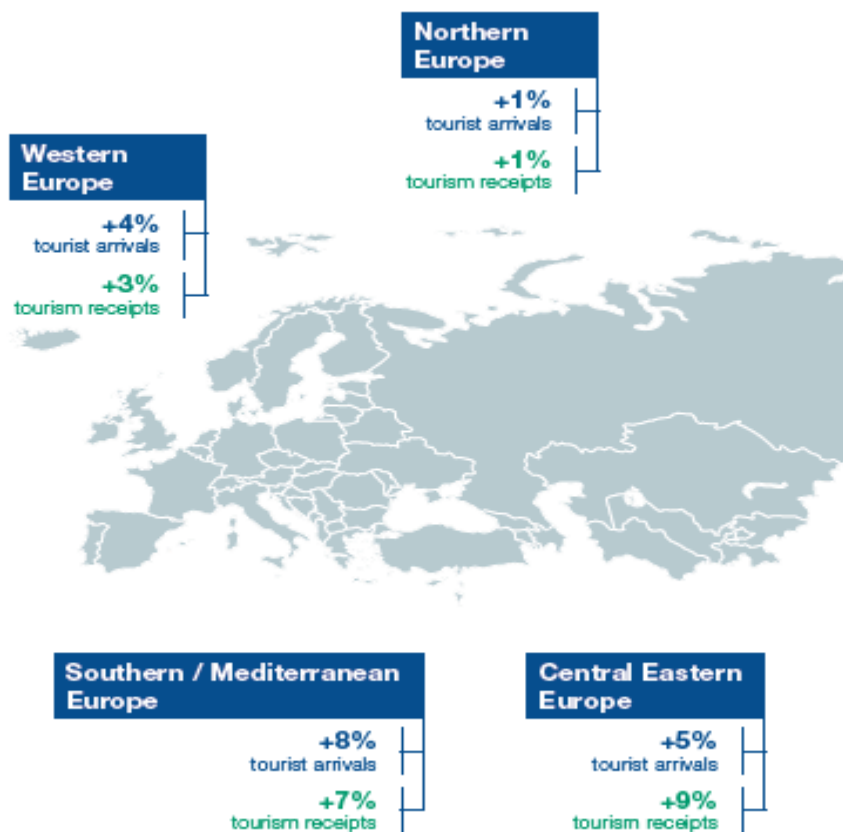 Northern
Europe
+1%
tourist arrivals
+1%
tourism receipts
Western
Europe
+4%
tourist arrivals
+3%
tourism receipts
Southern / Mediterranean
Europe
+8%
tourist arrivals
+7%
tourism receipts
Central Eastern
Europe
+5%
tourist arrivals
+9%
tourism receipts